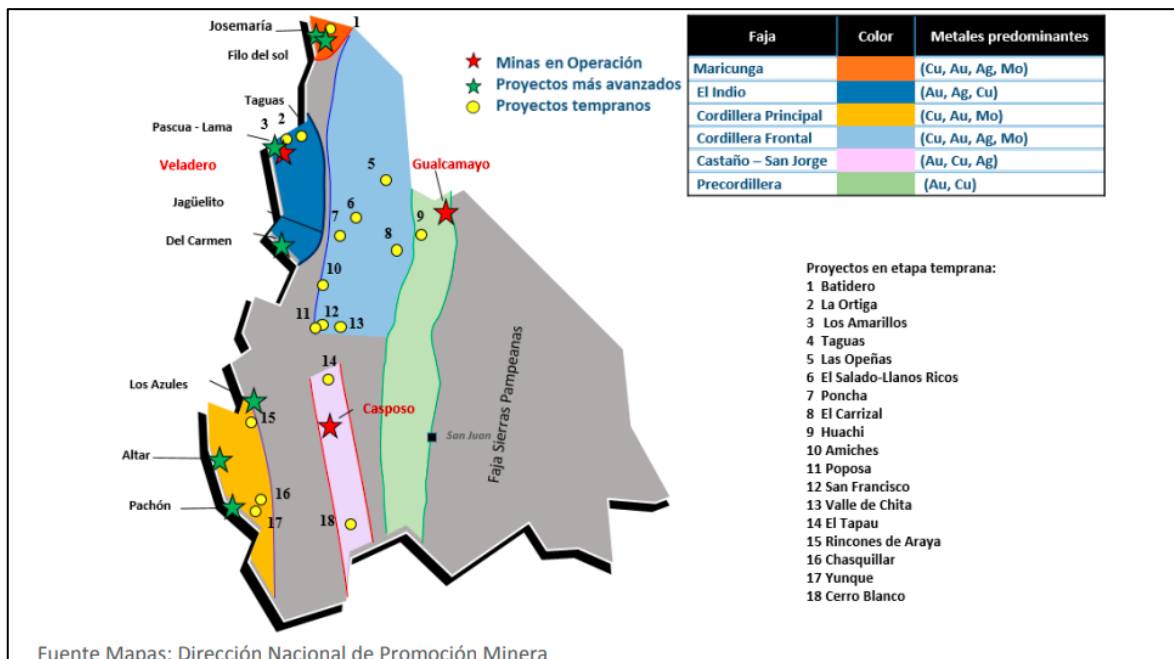 Josemaría
1
Filo del sol
Taguas
Pascua - Lama
3
2
Veladero
Jagüelito
Del Carmen
Minas en Operación
Proyectos más avanzados
Proyectos tempranos
5
Gualcamayo
6
7
8
9
10
11
12
13
14
Los Azules
15
Casposo
Altar
San Juan
Faja Sierras Pampeanas
Pachón
16
17
18
Faja Color Metales predominantes
Maricunga (Cu, Au, Ag, Mo)
El Indio (Au, Ag, Cu)
Cordillera Principal (Cu, Au, Mo)
Cordillera Frontal (Cu, Au, Ag, Mo)
Castaño – San Jorge (Au, Cu, Ag)
Precordillera (Au, Cu)
Proyectos en etapa temprana:
1 Batidero
2 La Ortiga
3 Los Amarillos
4 Taguas
5 Las Opeñas
6 El Salado-Llanos Ricos
7 Poncha
8 El Carrizal
9 Huachi
10 Amiches
11 Poposa
12 San Francisco
13 Valle de Chita
14 El Tapau
15 Rincones de Araya
16 Chasquillar
17 Yunque
18 Cerro Blanco
Fuente Mapas: Dirección Nacional de Promoción Minera